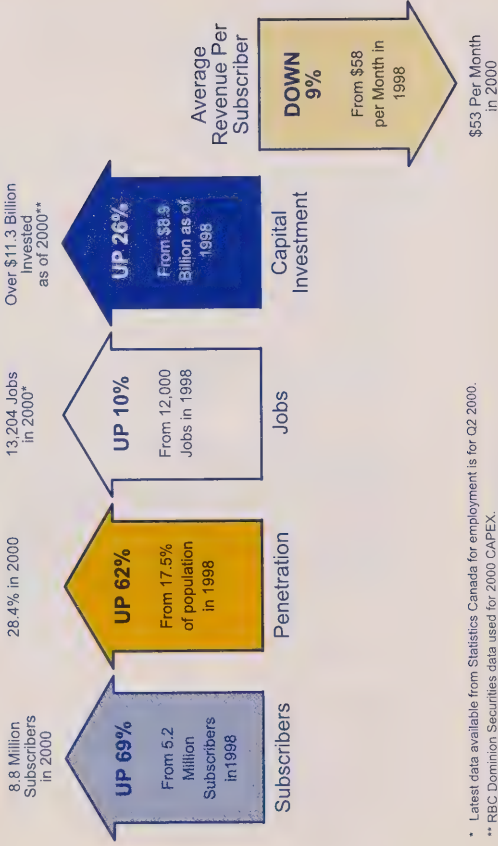 8.8 Million
Subscribers
in 2000
UP 69%
From 5.2
Million
Subscribers
in1998
Subscribers
28.4% in 2000
UP 62%
From 17.5%
of population
in 1998
Penetration
13,204 Jobs
in 2000*
UP 10%
From 12,000
Jobs in 1998
Jobs
Over $11.3 Billion
Invested
as of 2000**
UP 26%
From $8.9
Billion as of
1998
Capital
Investment
Average
Revenue Per
Subscriber
DOWN
9%
From $58
per Month in
1998
$53 Per Month
in 2000
* Latest data available from Statistics Canada for employment is for Q2 2000.
** RBC Dominion Securities data used for 2000 CAPEX.